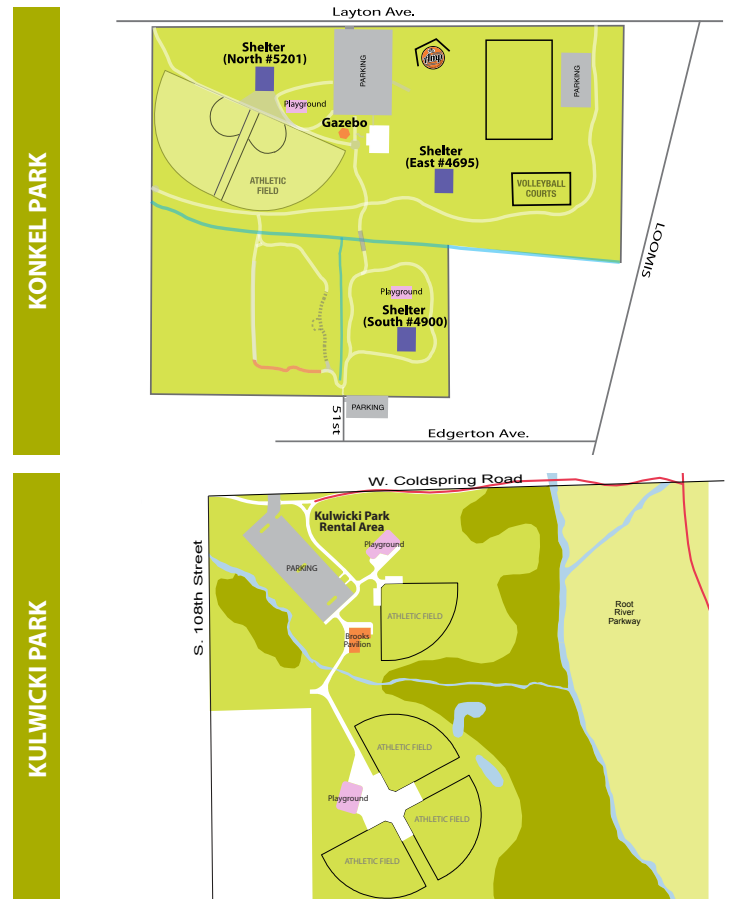 KONKEL PARK
Layton Ave.
Shelter
(North #5201)
PARKING
Amp
PARKING
Playground
Gazebo
Shelter
(East #4695)
ATHLETIC
FIELD
VOLLEYBALL
COURTS
LOOMIS
Playground
Shelter
(South #4900)
PARKING
51st
Edgerton Ave.
KULWICKI PARK
W. Coldspring Road
Kulwicki Park
Rental Area
Playground
PARKING
S. 108th Street
ATHLETIC FIELD
Root
River
Parkway
Brooks
Pavilion
ATHLETIC FIELD
Playground
ATHLETIC FIELD
ATHLETIC FIELD